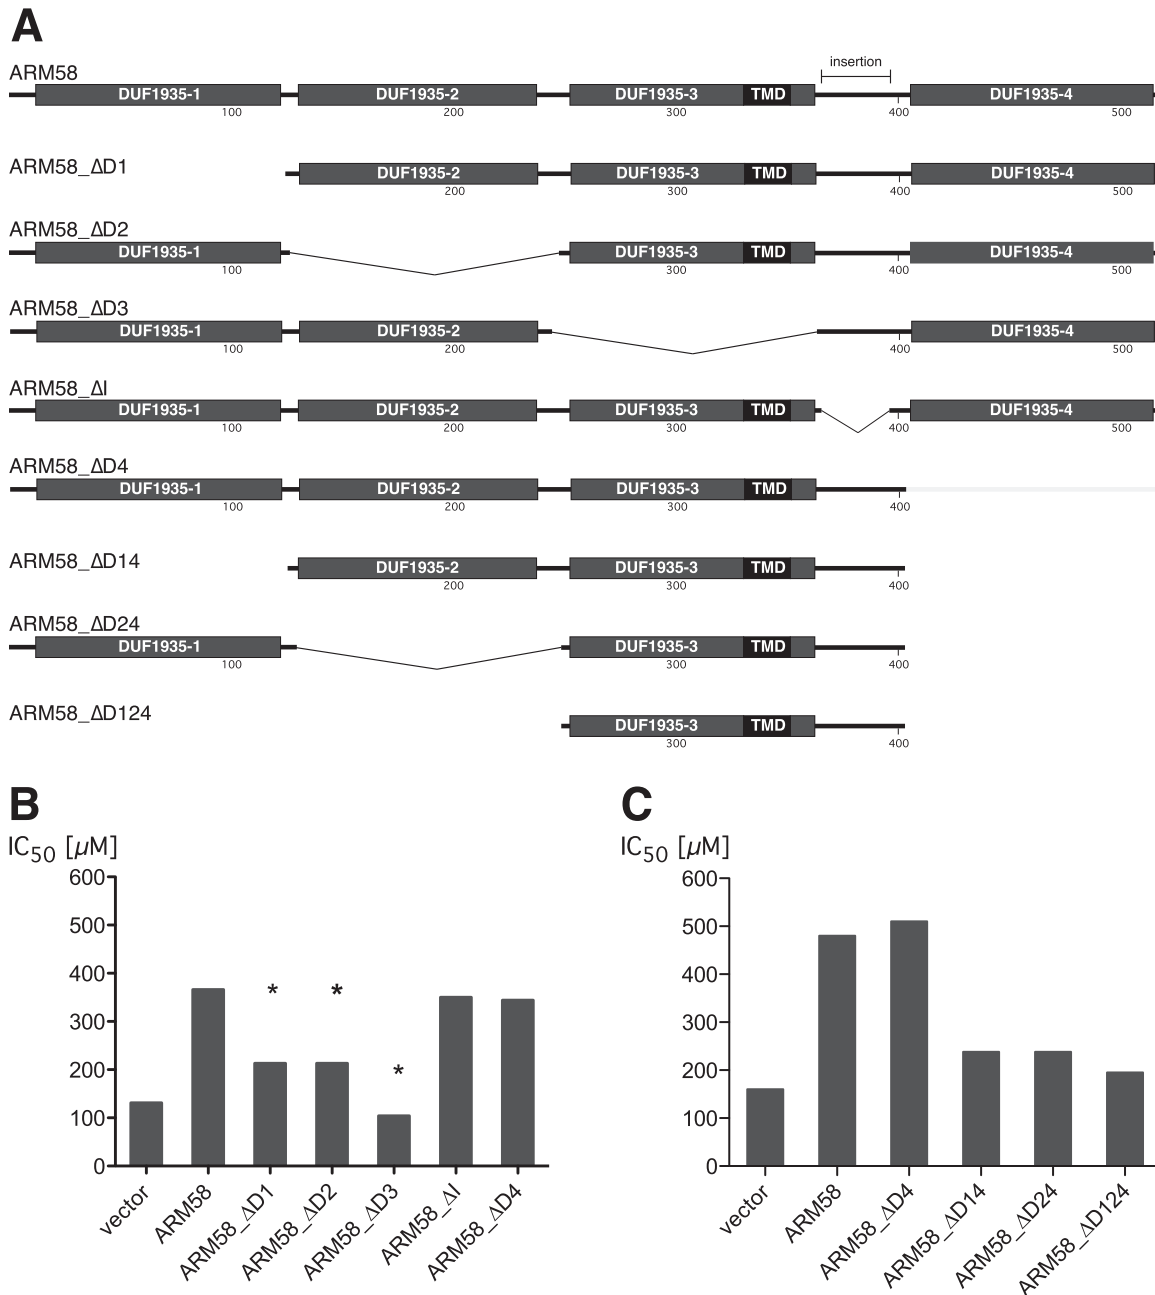 A
ARM58
insertion
DUF1935-1 DUF1935-2 DUF1935-3 TMD DUF1935-4
100 200 300 400 500
ARM58_ΔD1
DUF1935-2 DUF1935-3 TMD DUF1935-4
200 300 400 500
ARM58_ΔD2
DUF1935-1 DUF1935-3 TMD DUF1935-4
100 300 400 500
ARM58_ΔD3
DUF1935-1 DUF1935-2 DUF1935-4
100 200 400 500
ARM58_ΔI
DUF1935-1 DUF1935-2 DUF1935-3 TMD DUF1935-4
100 200 300 400 500
ARM58_ΔD4
DUF1935-1 DUF1935-2 DUF1935-3 TMD
100 200 300 400
ARM58_ΔD14
DUF1935-2 DUF1935-3 TMD
200 300 400
ARM58_ΔD24
DUF1935-1 DUF1935-3 TMD
100 300 400
ARM58_ΔD124
DUF1935-3 TMD
300 400
B
IC50 [µM]
600
500
400
300
200
100
0
* * *
vector ARM58 ARM58_ΔD1 ARM58_ΔD2 ARM58_ΔD3 ARM58_ΔI ARM58_ΔD4
C
IC50 [µM]
600
500
400
300
200
100
0
vector ARM58 ARM58_ΔD4 ARM58_ΔD14 ARM58_ΔD24 ARM58_ΔD124